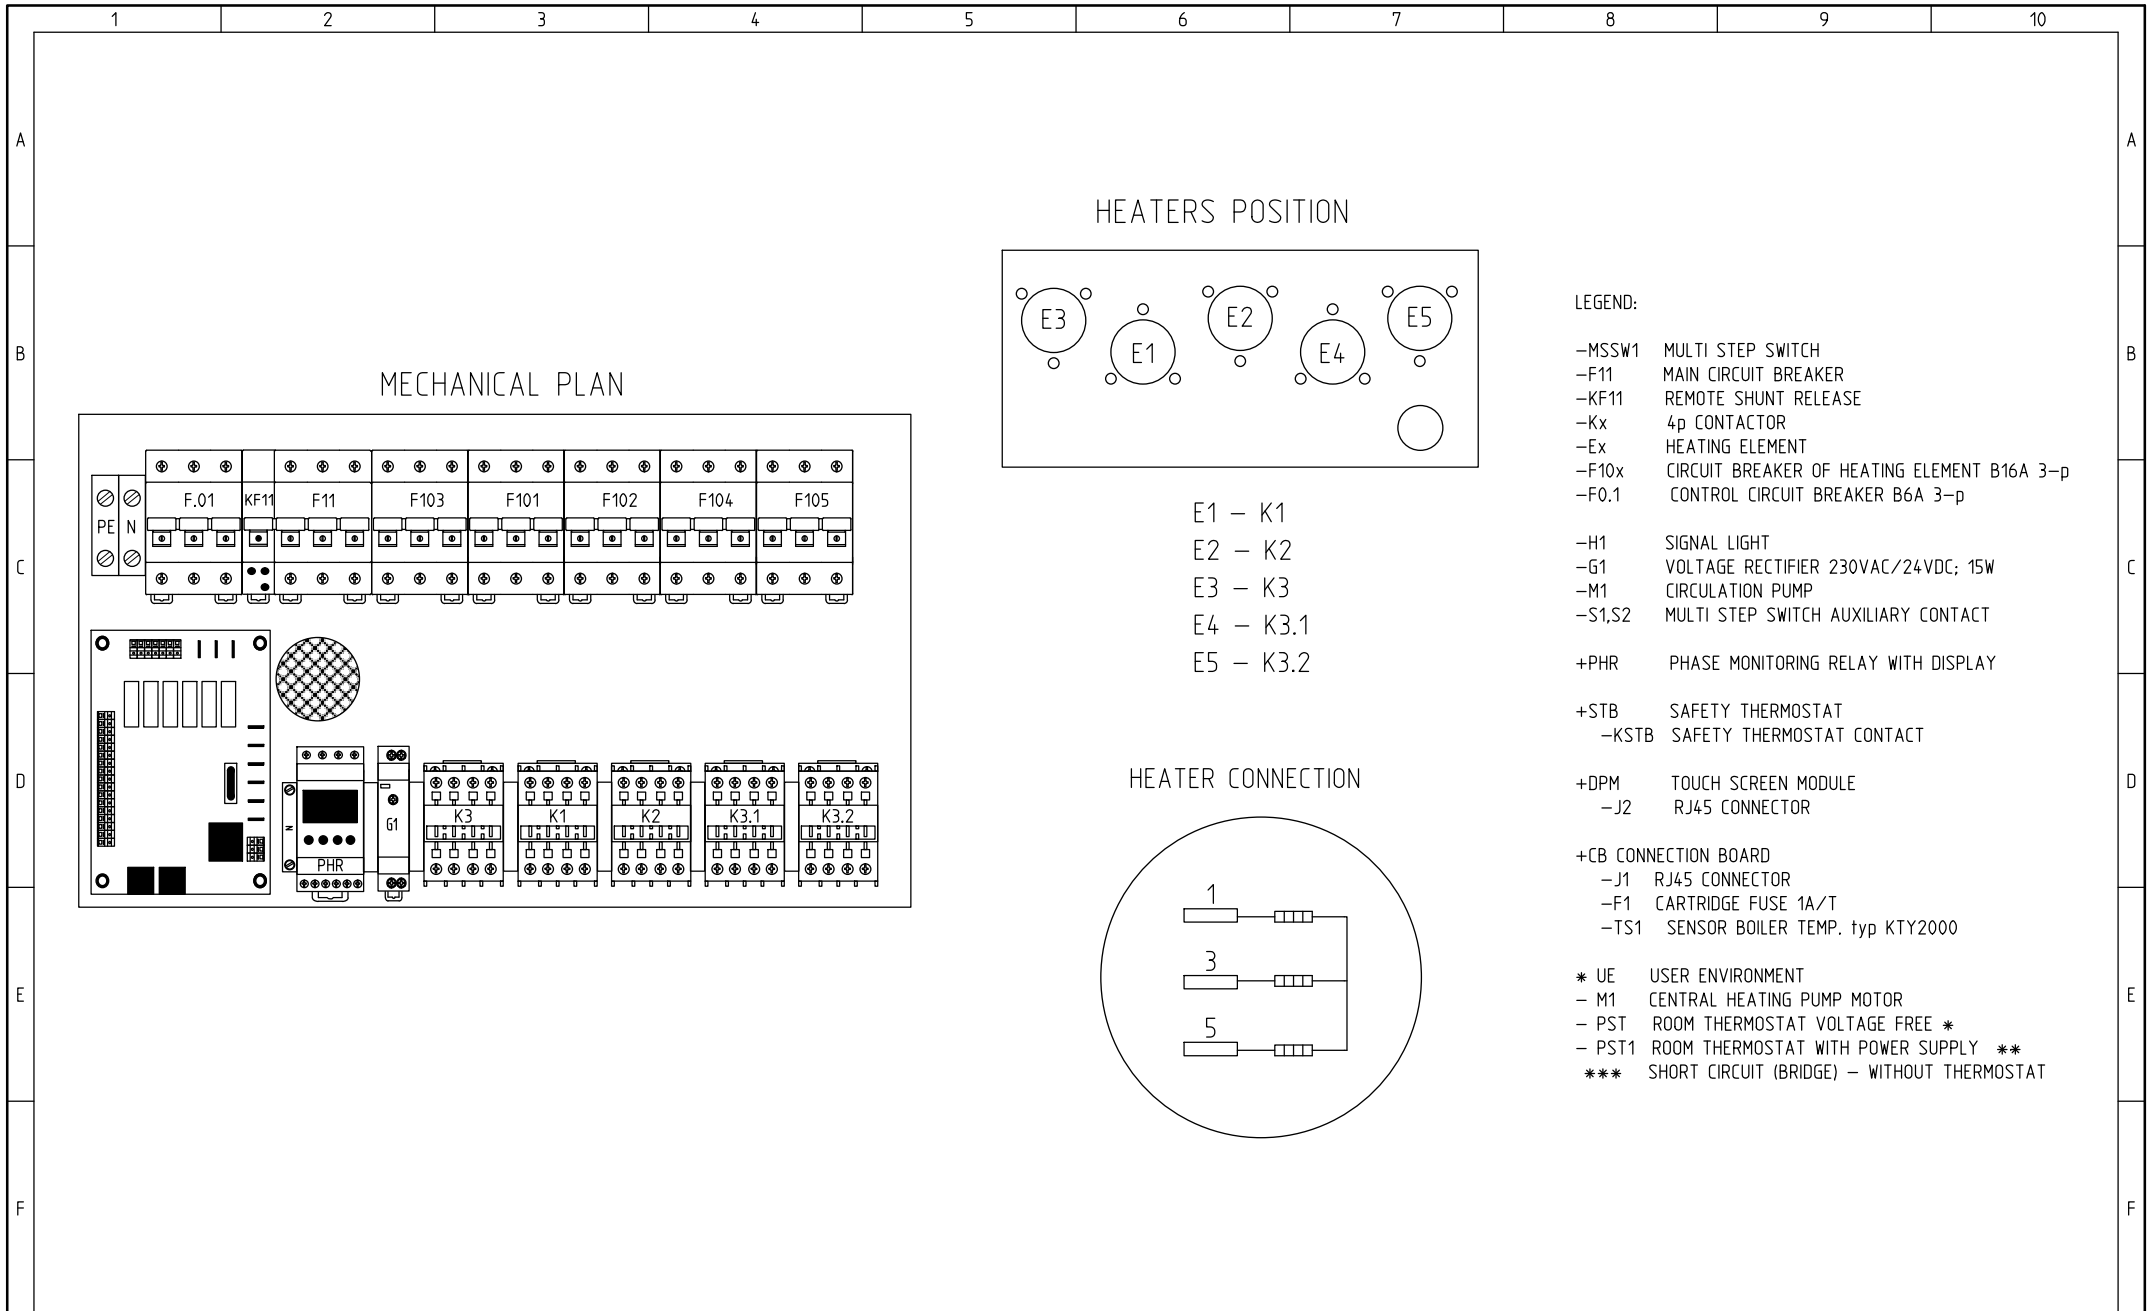 1 2 3 4 5 6 7 8 9 10
A A
HEATERS POSITION
E3 E2 E5
E1 E4
B B
MECHANICAL PLAN
F.01 KF11 F11 F103 F101 F102 F104 F105
PE N
E1 – K1
E2 – K2
E3 – K3
E4 – K3.1
E5 – K3.2
C C
LEGEND:
-MSSW1 MULTI STEP SWITCH
-F11 MAIN CIRCUIT BREAKER
-KF11 REMOTE SHUNT RELEASE
-Kx 4p CONTACTOR
-Ex HEATING ELEMENT
-F10x CIRCUIT BREAKER OF HEATING ELEMENT B16A 3-p
-F0.1 CONTROL CIRCUIT BREAKER B6A 3-p
-H1 SIGNAL LIGHT
-G1 VOLTAGE RECTIFIER 230VAC/24VDC; 15W
-M1 CIRCULATION PUMP
-S1,S2 MULTI STEP SWITCH AUXILIARY CONTACT
+PHR PHASE MONITORING RELAY WITH DISPLAY
+STB SAFETY THERMOSTAT
-KSTB SAFETY THERMOSTAT CONTACT
+DPM TOUCH SCREEN MODULE
-J2 RJ45 CONNECTOR
+CB CONNECTION BOARD
-J1 RJ45 CONNECTOR
-F1 CARTRIDGE FUSE 1A/T
-TS1 SENSOR BOILER TEMP. typ KTY2000
* UE USER ENVIRONMENT
- M1 CENTRAL HEATING PUMP MOTOR
- PST ROOM THERMOSTAT VOLTAGE FREE *
- PST1 ROOM THERMOSTAT WITH POWER SUPPLY **
*** SHORT CIRCUIT (BRIDGE) – WITHOUT THERMOSTAT
D D
N PHR G1 K3 K1 K2 K3.1 K3.2
HEATER CONNECTION
1
3
5
E E
F F